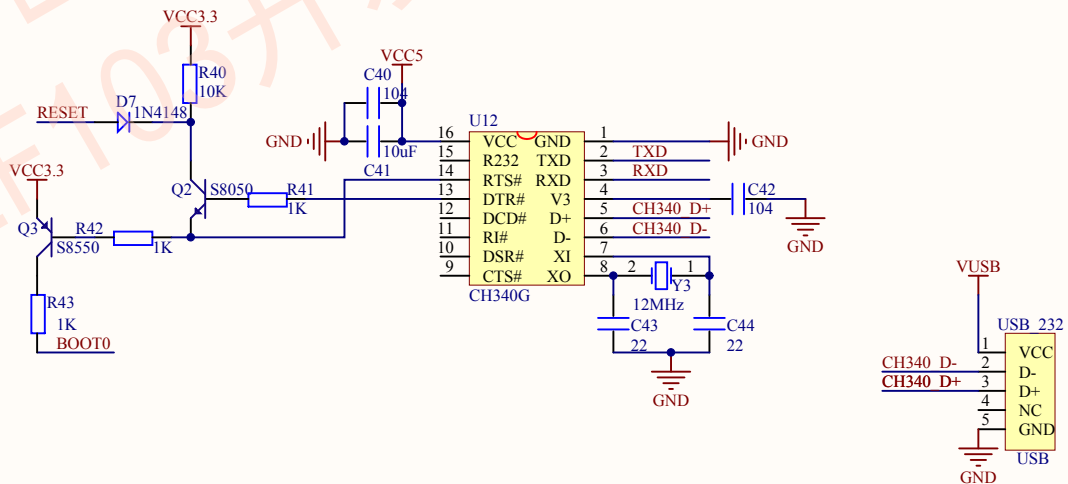 VCC3.3
R40
10K
D7
1N4148
RESET
VCC3.3
Q2
S8050
R41
1K
Q3
S8550
R42
1K
R43
1K
BOOT0
VCC5
C40
104
GND
10uF
C41
U12
16 VCC GND 1
15 R232 TXD 2
14 RTS# RXD 3
13 DTR# V3 4
12 DCD# D+ 5
11 RI# D- 6
10 DSR# XI 7
9 CTS# XO 8
CH340G
GND
TXD
RXD
C42
104
GND
CH340 D+
CH340 D-
2 1
Y3
12MHz
C43
22
C44
22
GND
VUSB
USB_232
1 VCC
CH340 D- 2 D-
CH340 D+ 3 D+
4 NC
5 GND
USB
GND
103开